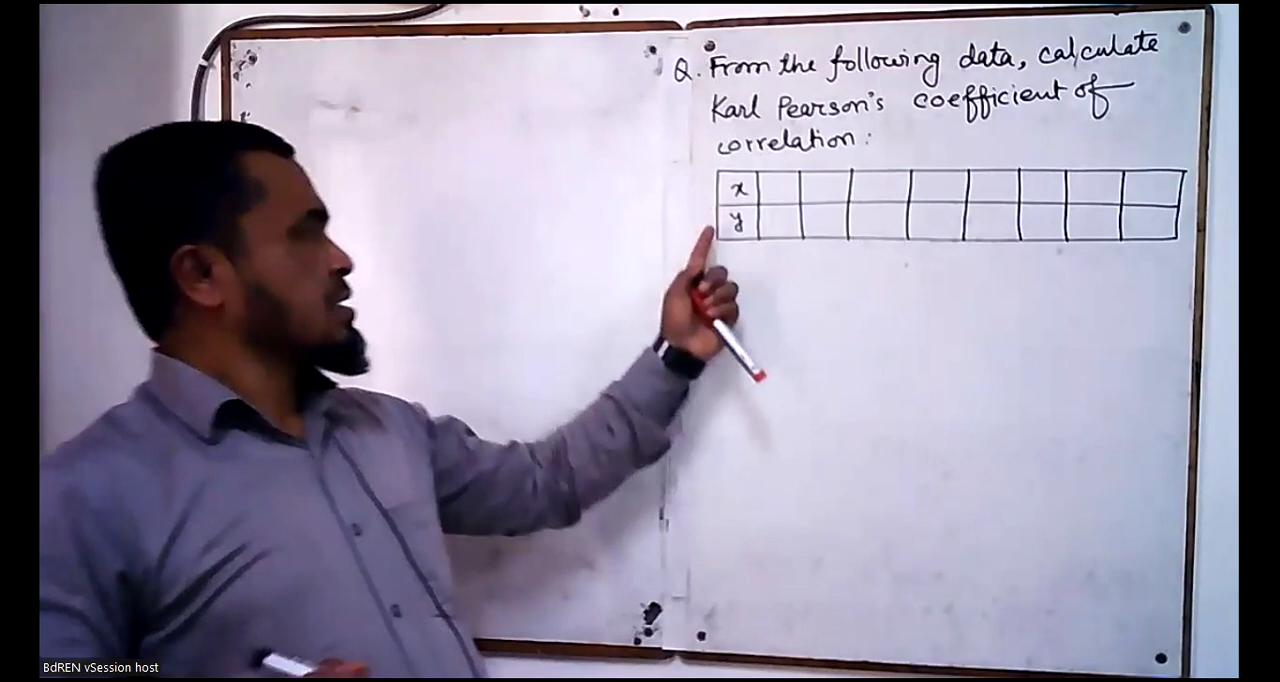 Q. From the following data, calculate
Karl Pearson's coefficient of
correlation:
x
y
BdREN vSession host